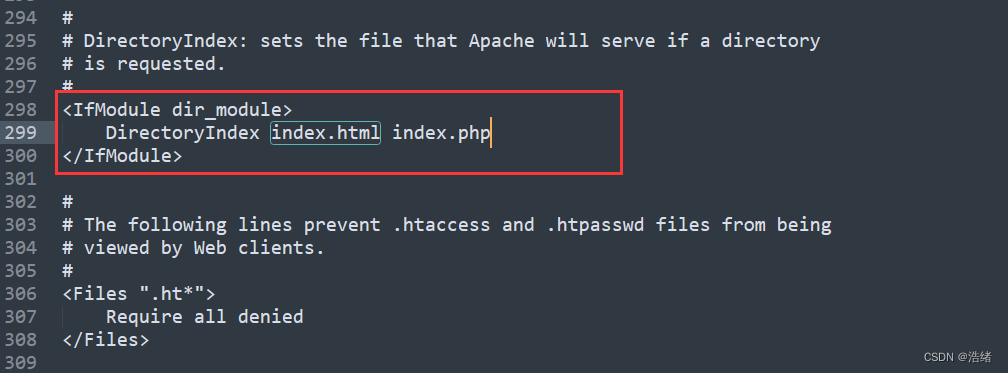 294 #
295 # DirectoryIndex: sets the file that Apache will serve if a directory
296 # is requested.
297 #
298 <IfModule dir_module>
299     DirectoryIndex index.html index.php
300 </IfModule>
301
302 #
303 # The following lines prevent .htaccess and .htpasswd files from being
304 # viewed by Web clients.
305 #
306 <Files ".ht*">
307     Require all denied
308 </Files>
309
CSDN @浩绪